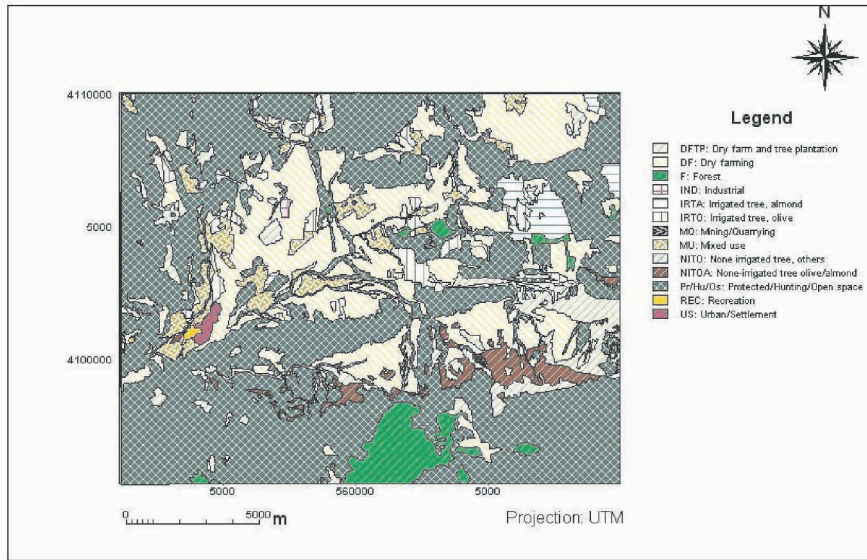 N
4110000
5000
4100000
5000 560000 5000
0 5000 m
Projection: UTM
Legend
DFTP: Dry farm and tree plantation
DF: Dry farming
F: Forest
IND: Industrial
IRTA: Irrigated tree, almond
IRTO: Irrigated tree, olive
MQ: Mining/Quarrying
MU: Mixed use
NITO: None irrigated tree, others
NITOA: None-irrigated tree olive/almond
Pr/Hu/Os: Protected/Hunting/Open space
REC: Recreation
US: Urban/Settlement